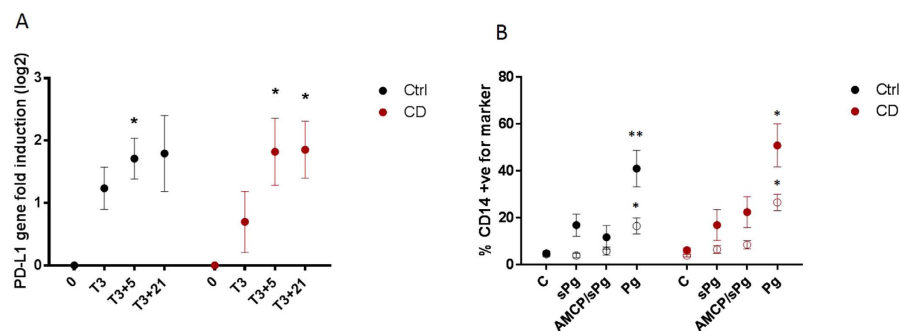 A
PD-L1 gene fold induction (log2)
3
2
1
0
*
*
*
0
T3
T3+5
T3+21
0
T3
T3+5
T3+21
Ctrl
CD
B
% CD14 +ve for marker
80
60
40
20
0
**
*
*
*
C
sPg
AMCP/sPg
Pg
C
sPg
AMCP/sPg
Pg
Ctrl
CD